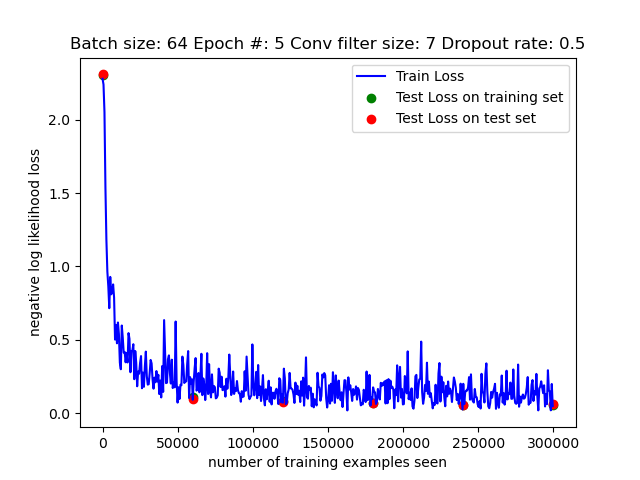 Batch size: 64 Epoch #: 5 Conv filter size: 7 Dropout rate: 0.5
Train Loss
Test Loss on training set
Test Loss on test set
negative log likelihood loss
2.0
1.5
1.0
0.5
0.0
0 50000 100000 150000 200000 250000 300000
number of training examples seen